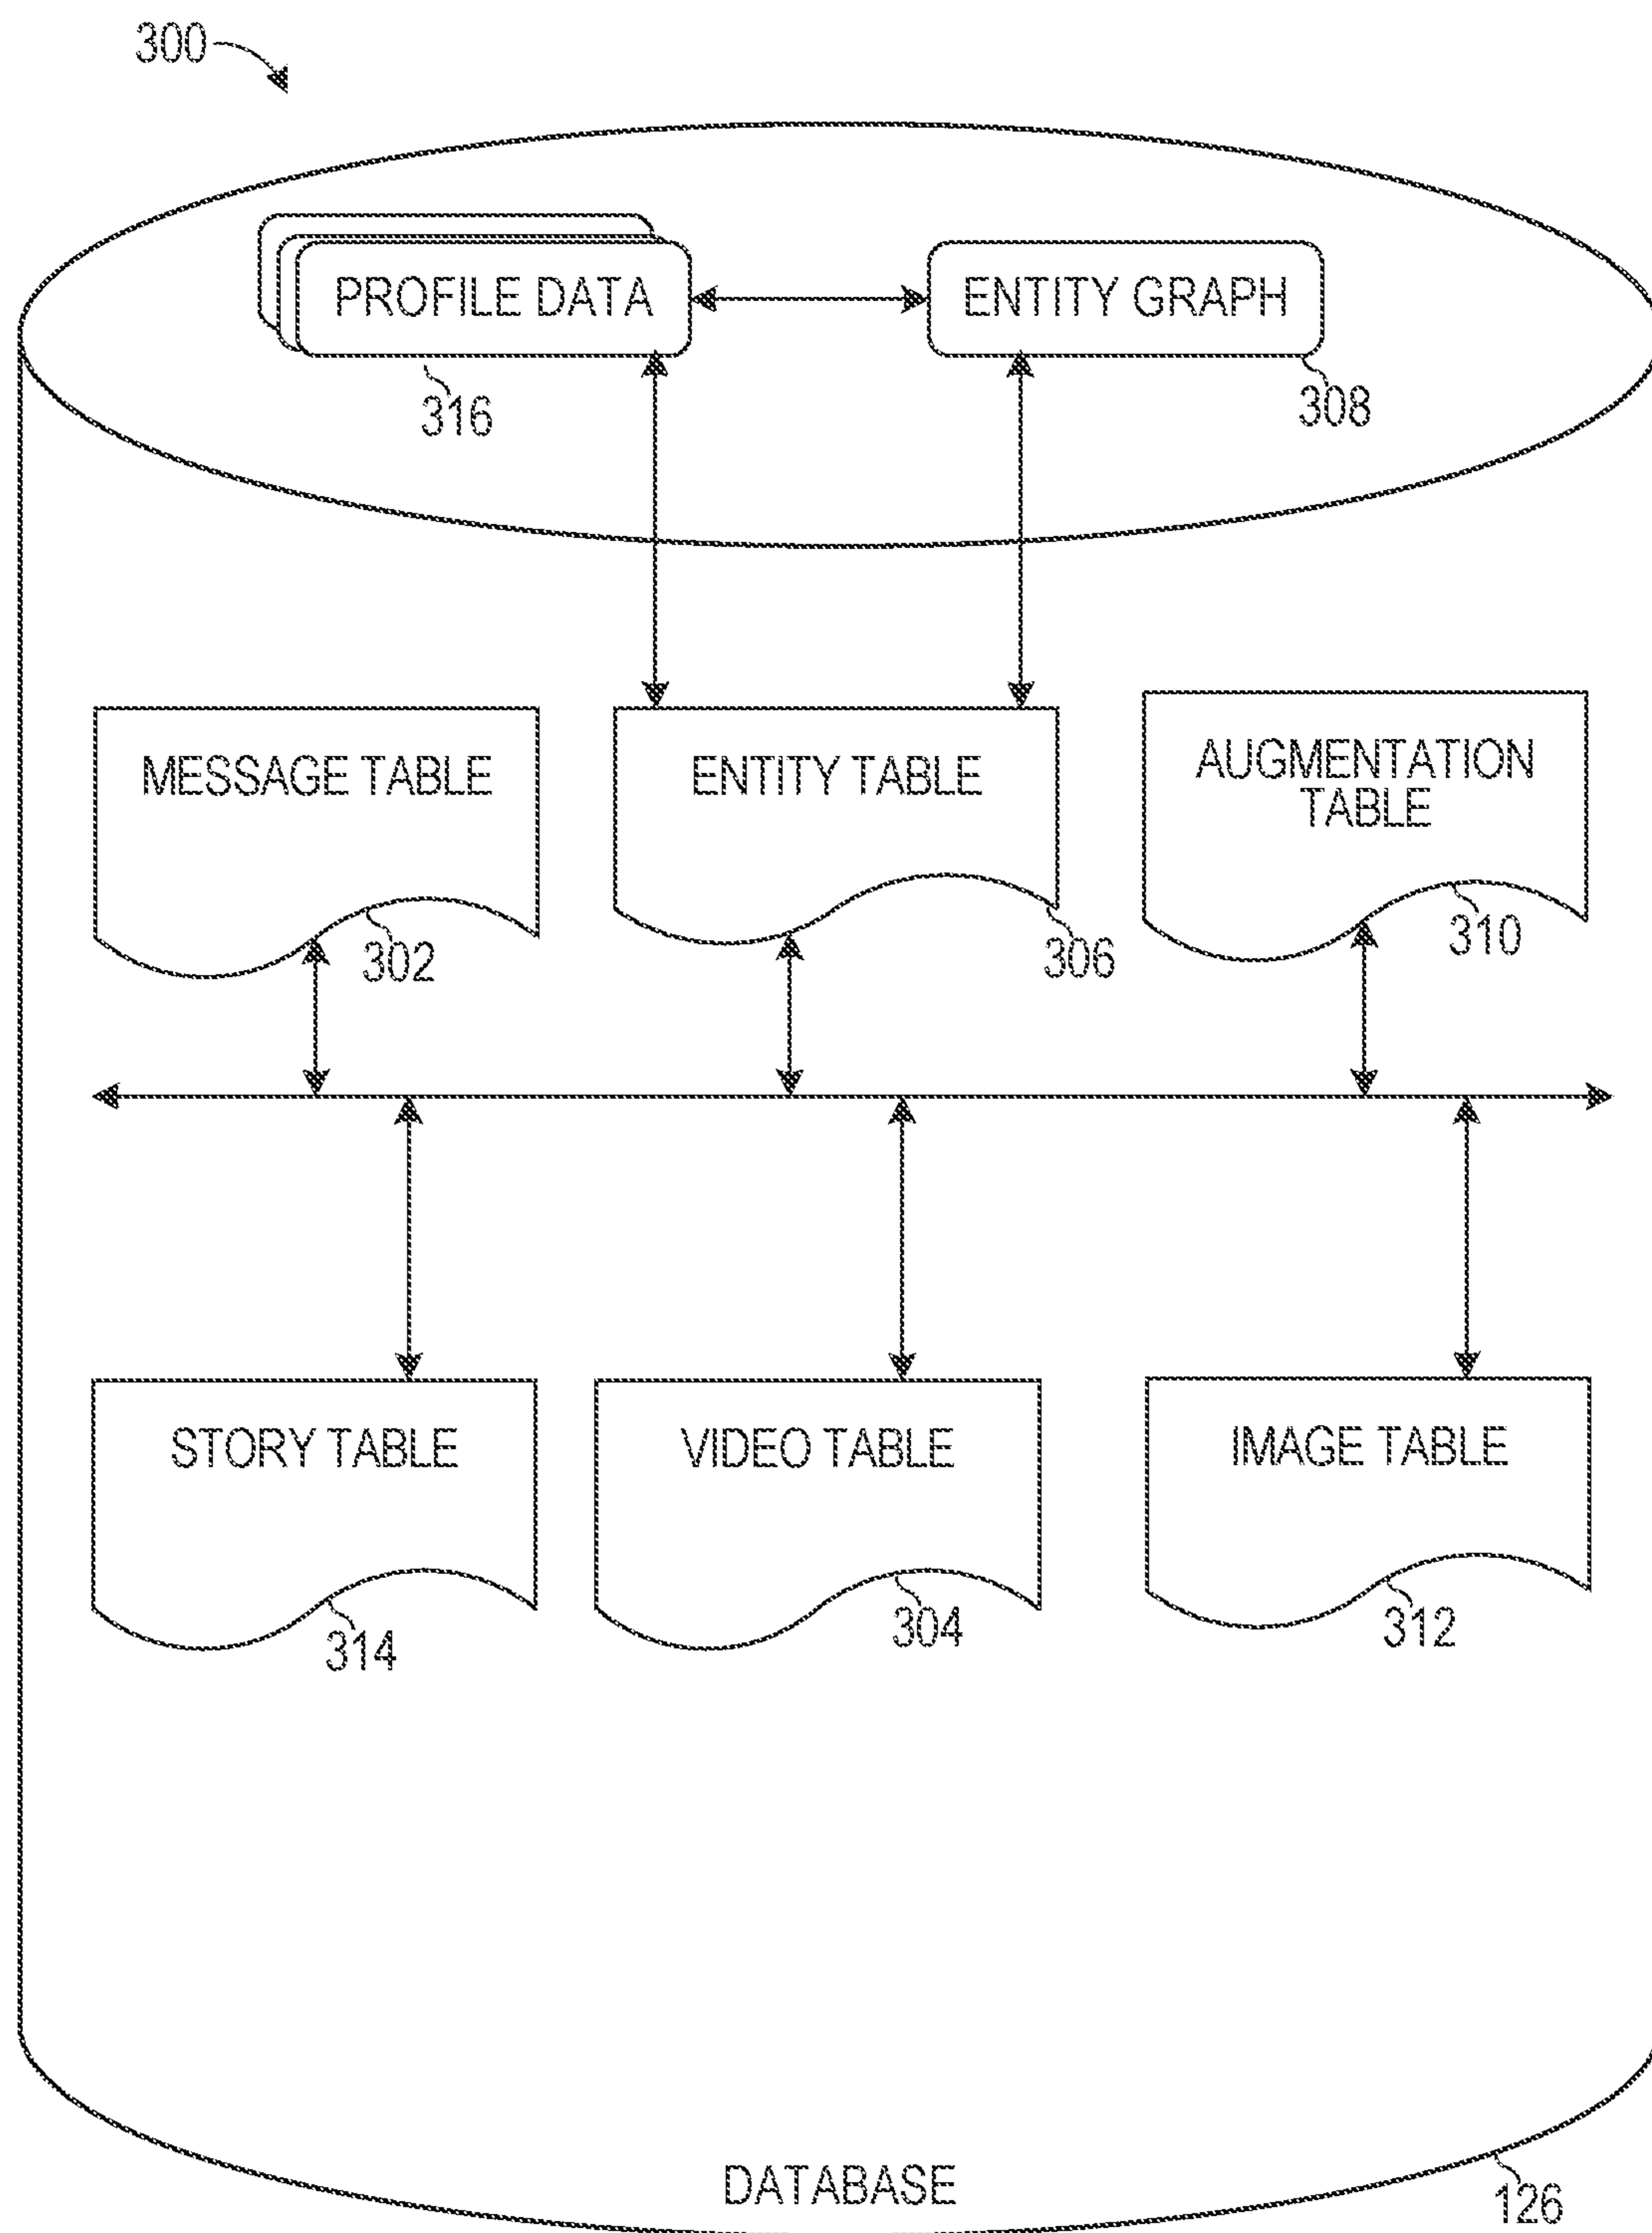 300
PROFILE DATA
ENTITY GRAPH
316
308
MESSAGE TABLE
ENTITY TABLE
AUGMENTATION
TABLE
302
306
310
STORY TABLE
VIDEO TABLE
IMAGE TABLE
314
304
312
DATABASE
126